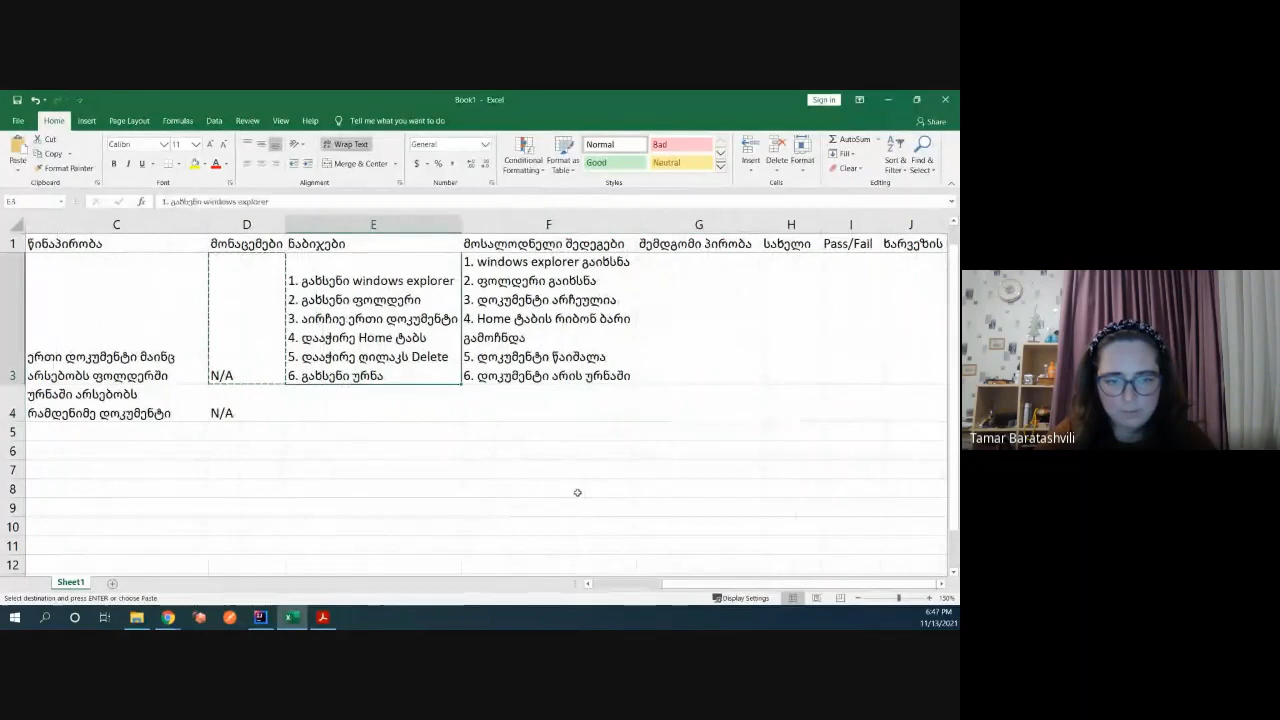 Book1 - Excel
Sign in
File Home Insert Page Layout Formulas Data Review View Help Tell me what you want to do
Share
Paste
Cut
Copy
Format Painter
Clipboard
Calibri 11
B I U
Font
Wrap Text
Merge & Center
Alignment
General
$ % ,
Number
Conditional Formatting
Format as Table
Normal Bad
Good Neutral
Styles
Insert Delete Format
Cells
AutoSum
Fill
Clear
Sort & Filter
Find & Select
Editing
E3 1. გახსენი windows explorer
C D E F G H I J
1 წინაპირობა მონაცემები ნაბიჯები მოსალოდნელი შედეგები შემდგომი პირობა სახელი Pass/Fail ხარვეზის
3
ერთი დოკუმენტი მაინც
არსებობს ფოლდერში
N/A
1. გახსენი windows explorer
2. გახსენი ფოლდერი
3. აირჩიე ერთი დოკუმენტი
4. დააჭირე Home ტაბს
5. დააჭირე ღილაკს Delete
6. გახსენი ურნა
1. windows explorer გაიხსნა
2. ფოლდერი გაიხსნა
3. დოკუმენტი არჩეულია
4. Home ტაბის რიბონ ბარი
გამოჩნდა
5. დოკუმენტი წაიშალა
6. დოკუმენტი არის ურნაში
4
ურნაში არსებობს
რამდენიმე დოკუმენტი
N/A
5
6
7
8
9
10
11
12
Sheet1
Select destination and press ENTER or choose Paste
Display Settings
150%
6:47 PM
11/13/2021
Tamar Baratashvili